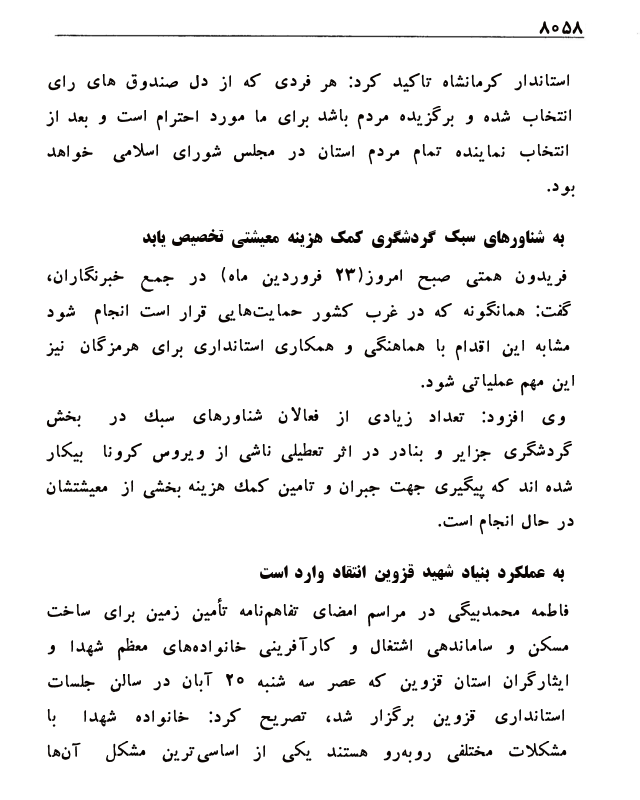 ۸۰۵۸
استاندار کرمانشاه تاکید کرد: هر فردی که از دل صندوق های رای
انتخاب شده و برگزیده مردم باشد برای ما مورد احترام است و بعد از
انتخاب نماینده تمام مردم استان در مجلس شورای اسلامی خواهد
بود.
به شناورهای سبک گردشگری کمک هزینه معیشتی تخصیص یابد
فریدون همتی صبح امروز(۲۳ فروردین ماه) در جمع خبرنگاران،
گفت: همانگونه که در غرب کشور حمایت‌هایی قرار است انجام شود
مشابه این اقدام با هماهنگی و همکاری استانداری برای هرمزگان نیز
این مهم عملیاتی شود.
وی افزود: تعداد زیادی از فعالان شناورهای سبك در بخش
گردشگری جزایر و بنادر در اثر تعطیلی ناشی از ویروس کرونا بیکار
شده اند که پیگیری جهت جبران و تامین کمك هزینه بخشی از معیشتشان
در حال انجام است.
به عملکرد بنیاد شهید قزوین انتقاد وارد است
فاطمه محمدبیگی در مراسم امضای تفاهم‌نامه تأمین زمین برای ساخت
مسکن و ساماندهی اشتغال و کارآفرینی خانواده‌های معظم شهدا و
ایثارگران استان قزوین که عصر سه شنبه ۲۰ آبان در سالن جلسات
استانداری قزوین برگزار شد، تصریح کرد: خانواده شهدا با
مشکلات مختلفی روبه‌رو هستند یکی از اساسی‌ترین مشکل آن‌ها